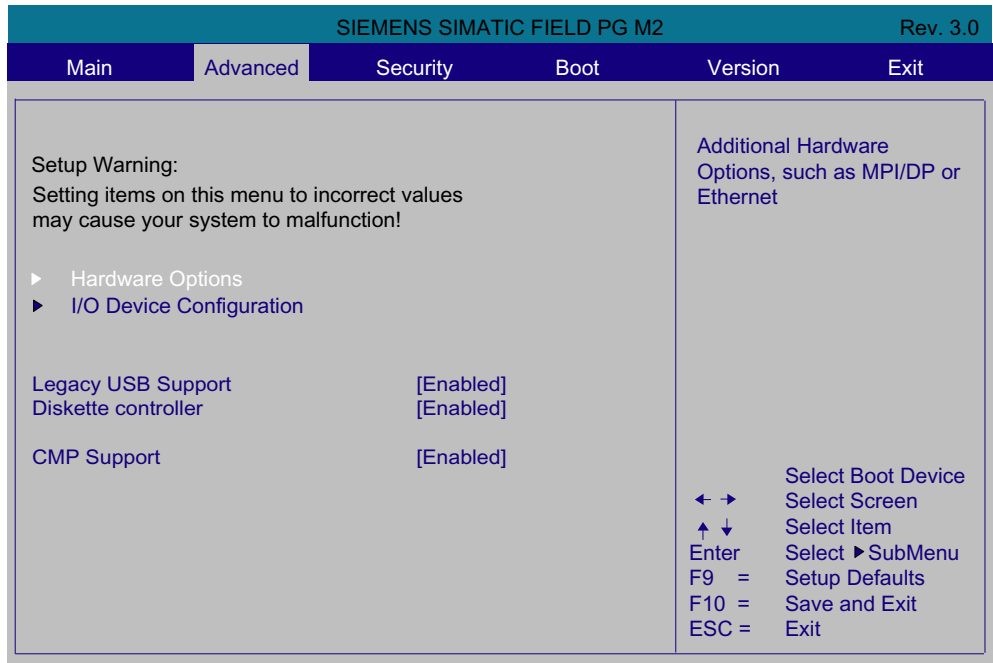 SIEMENS SIMATIC FIELD PG M2 Rev. 3.0
Main Advanced Security Boot Version Exit
Setup Warning:
Setting items on this menu to incorrect values
may cause your system to malfunction!
Hardware Options
I/O Device Configuration
Legacy USB Support [Enabled]
Diskette controller [Enabled]
CMP Support [Enabled]
Additional Hardware
Options, such as MPI/DP or
Ethernet
Select Boot Device
← → Select Screen
↑ ↓ Select Item
Enter Select ▶ SubMenu
F9 = Setup Defaults
F10 = Save and Exit
ESC = Exit